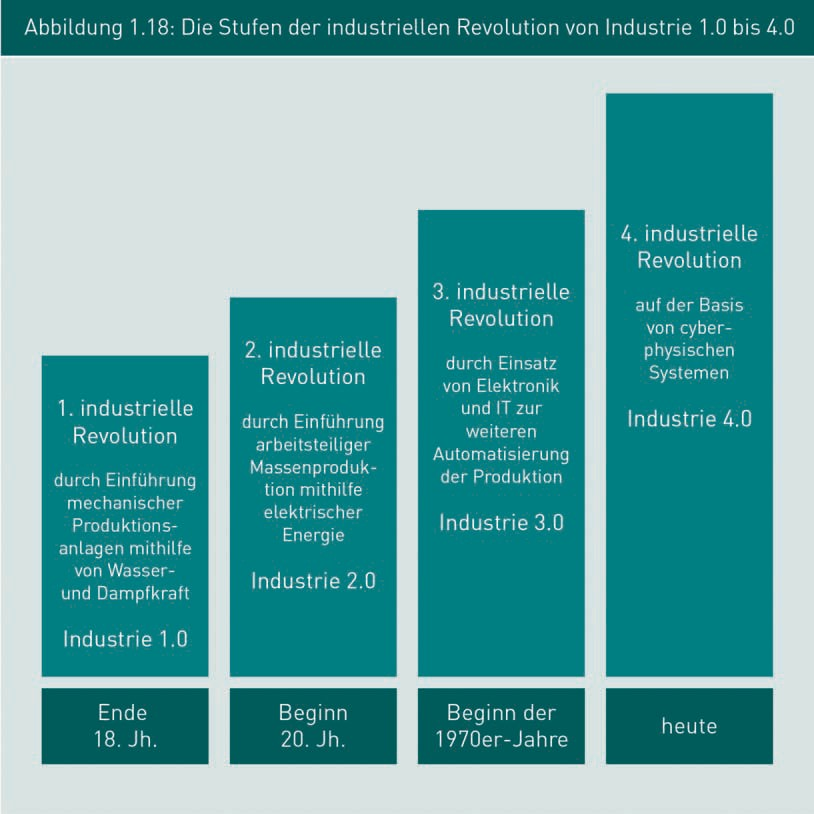 Abbildung 1.18: Die Stufen der industriellen Revolution von Industrie 1.0 bis 4.0
1. industrielle
Revolution
durch Einführung
mechanischer
Produktions-
anlagen mithilfe
von Wasser-
und Dampfkraft
Industrie 1.0
Ende
18. Jh.
2. industrielle
Revolution
durch Einführung
arbeitsteiliger
Massenproduk-
tion mithilfe
elektrischer
Energie
Industrie 2.0
Beginn
20. Jh.
3. industrielle
Revolution
durch Einsatz
von Elektronik
und IT zur
weiteren
Automatisierung
der Produktion
Industrie 3.0
Beginn der
1970er-Jahre
4. industrielle
Revolution
auf der Basis
von cyber-
physischen
Systemen
Industrie 4.0
heute